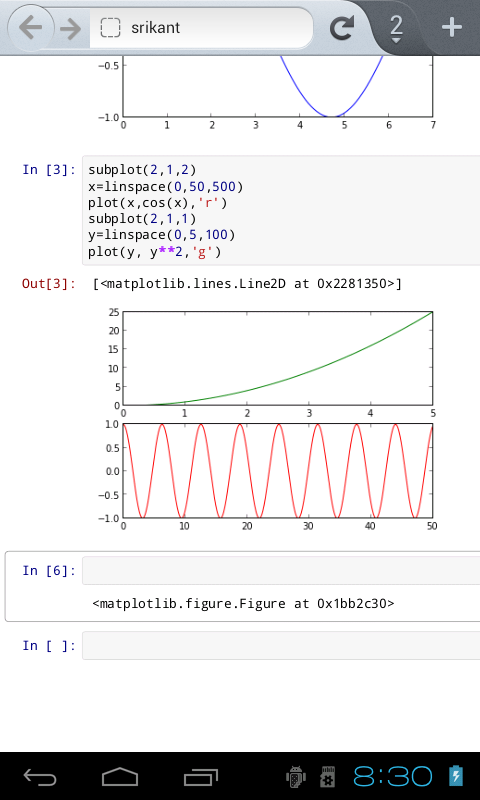 srikant
2
+
−0.5
−1.0
0 1 2 3 4 5 6 7
In [3]:
subplot(2,1,2)
x=linspace(0,50,500)
plot(x,cos(x),'r')
subplot(2,1,1)
y=linspace(0,5,100)
plot(y, y**2,'g')
Out[3]: [<matplotlib.lines.Line2D at 0x2281350>]
25
20
15
10
5
0
0 1 2 3 4 5
1.0
0.5
0.0
−0.5
−1.0
0 10 20 30 40 50
In [6]:
<matplotlib.figure.Figure at 0x1bb2c30>
In [ ]:
8:30